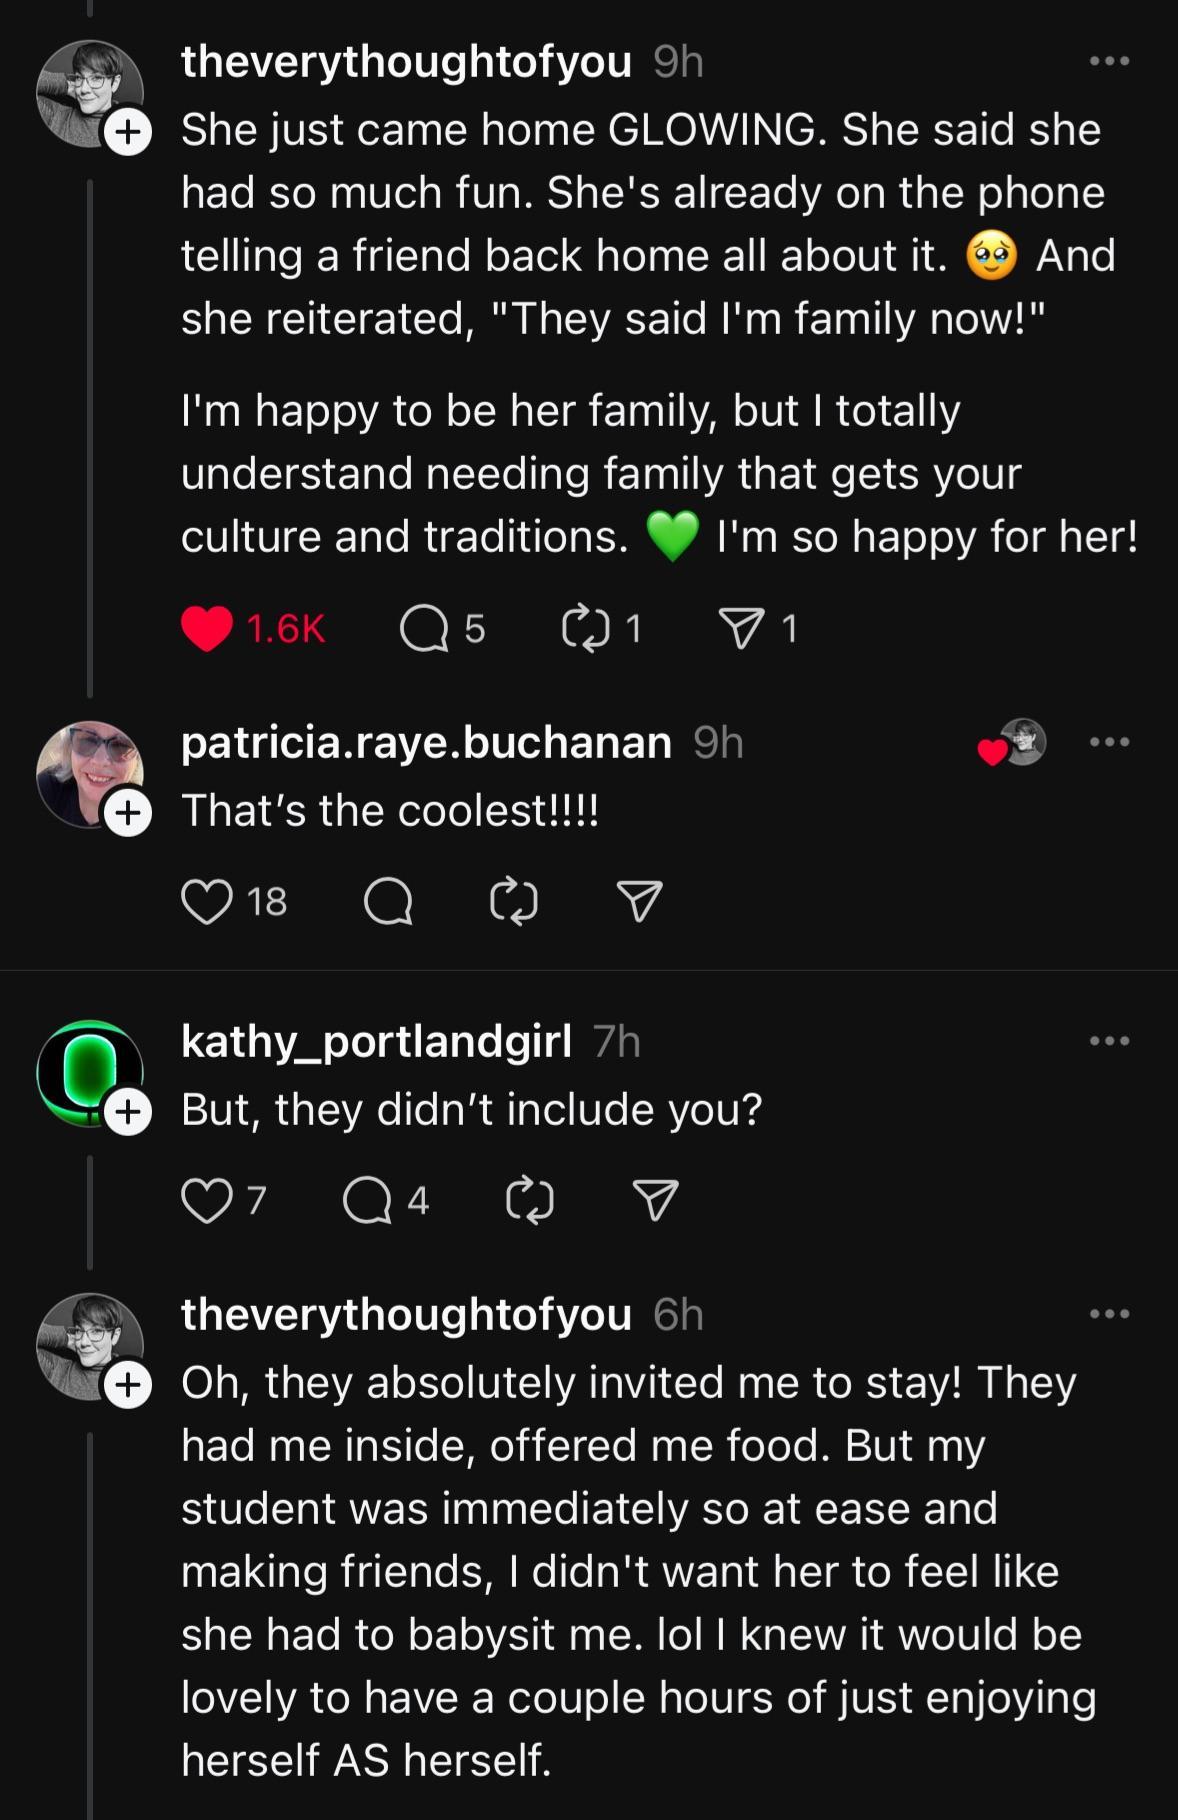 theverythoughtofyou 9h
She just came home GLOWING. She said she
had so much fun. She's already on the phone
telling a friend back home all about it. 🥹 And
she reiterated, "They said I'm family now!"
I'm happy to be her family, but I totally
understand needing family that gets your
culture and traditions. 💚 I'm so happy for her!
1.6K 5 1 1
patricia.raye.buchanan 9h
That’s the coolest!!!!
18
kathy_portlandgirl 7h
But, they didn’t include you?
7 4
theverythoughtofyou 6h
Oh, they absolutely invited me to stay! They
had me inside, offered me food. But my
student was immediately so at ease and
making friends, I didn't want her to feel like
she had to babysit me. lol I knew it would be
lovely to have a couple hours of just enjoying
herself AS herself.